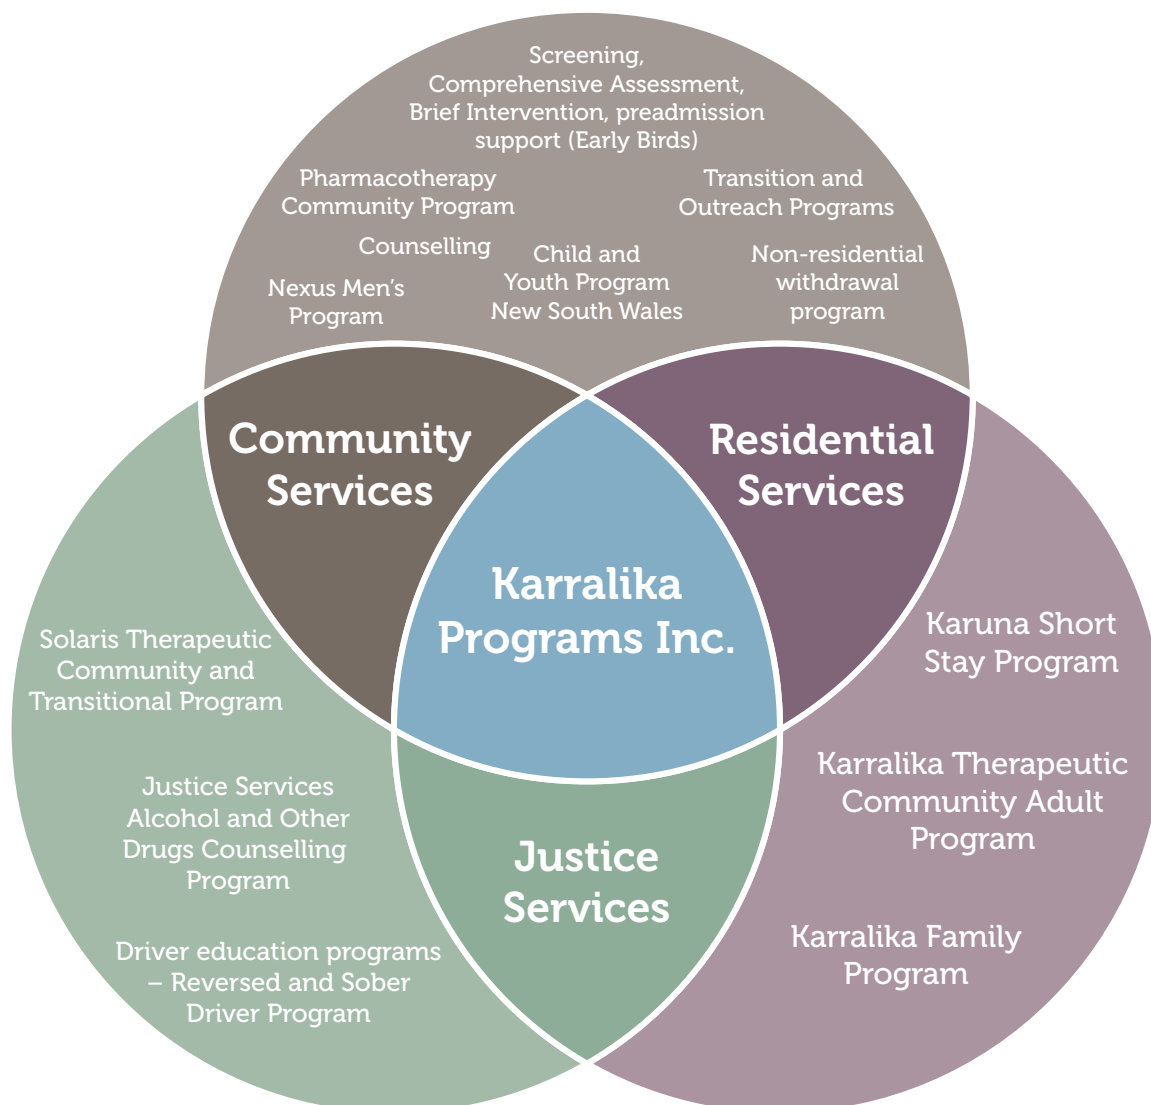 Screening,
Comprehensive Assessment,
Brief Intervention, preadmission
support (Early Birds)
Pharmacotherapy
Community Program
Transition and
Outreach Programs
Counselling
Nexus Men’s
Program
Child and
Youth Program
New South Wales
Non-residential
withdrawal
program
Community
Services
Residential
Services
Karralika
Programs Inc.
Solaris Therapeutic
Community and
Transitional Program
Justice Services
Alcohol and Other
Drugs Counselling
Program
Driver education programs
– Reversed and Sober
Driver Program
Justice
Services
Karuna Short
Stay Program
Karralika Therapeutic
Community Adult
Program
Karralika Family
Program